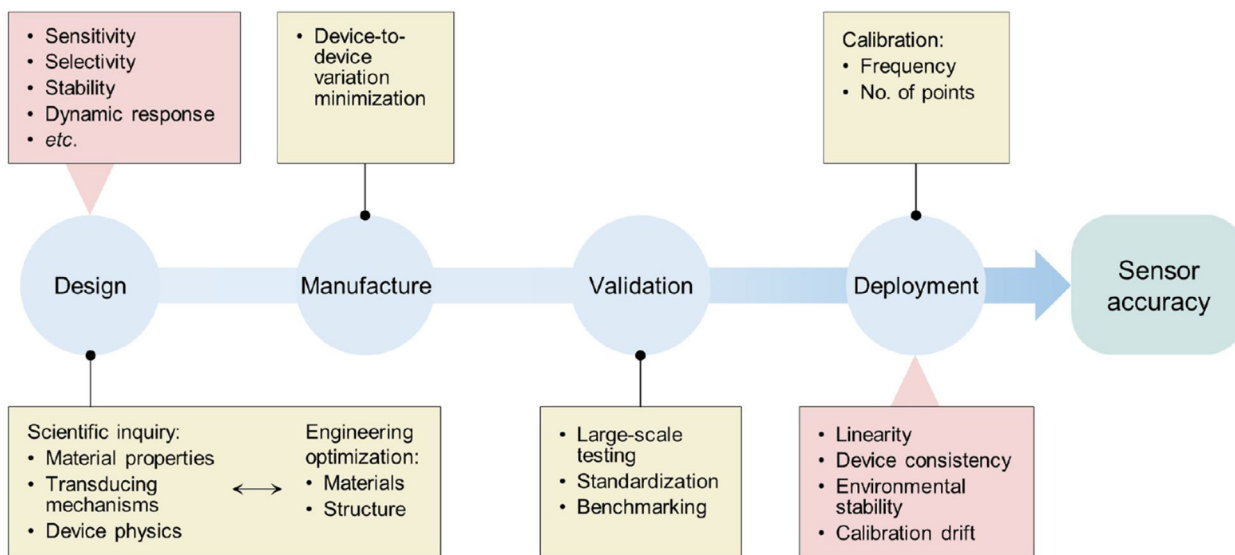 • Sensitivity
• Selectivity
• Stability
• Dynamic response
• etc.
• Device-to-
device
variation
minimization
Calibration:
• Frequency
• No. of points
Design
Manufacture
Validation
Deployment
Sensor
accuracy
Scientific inquiry:
• Material properties
• Transducing
mechanisms
• Device physics
Engineering
optimization:
• Materials
• Structure
• Large-scale
testing
• Standardization
• Benchmarking
• Linearity
• Device consistency
• Environmental
stability
• Calibration drift